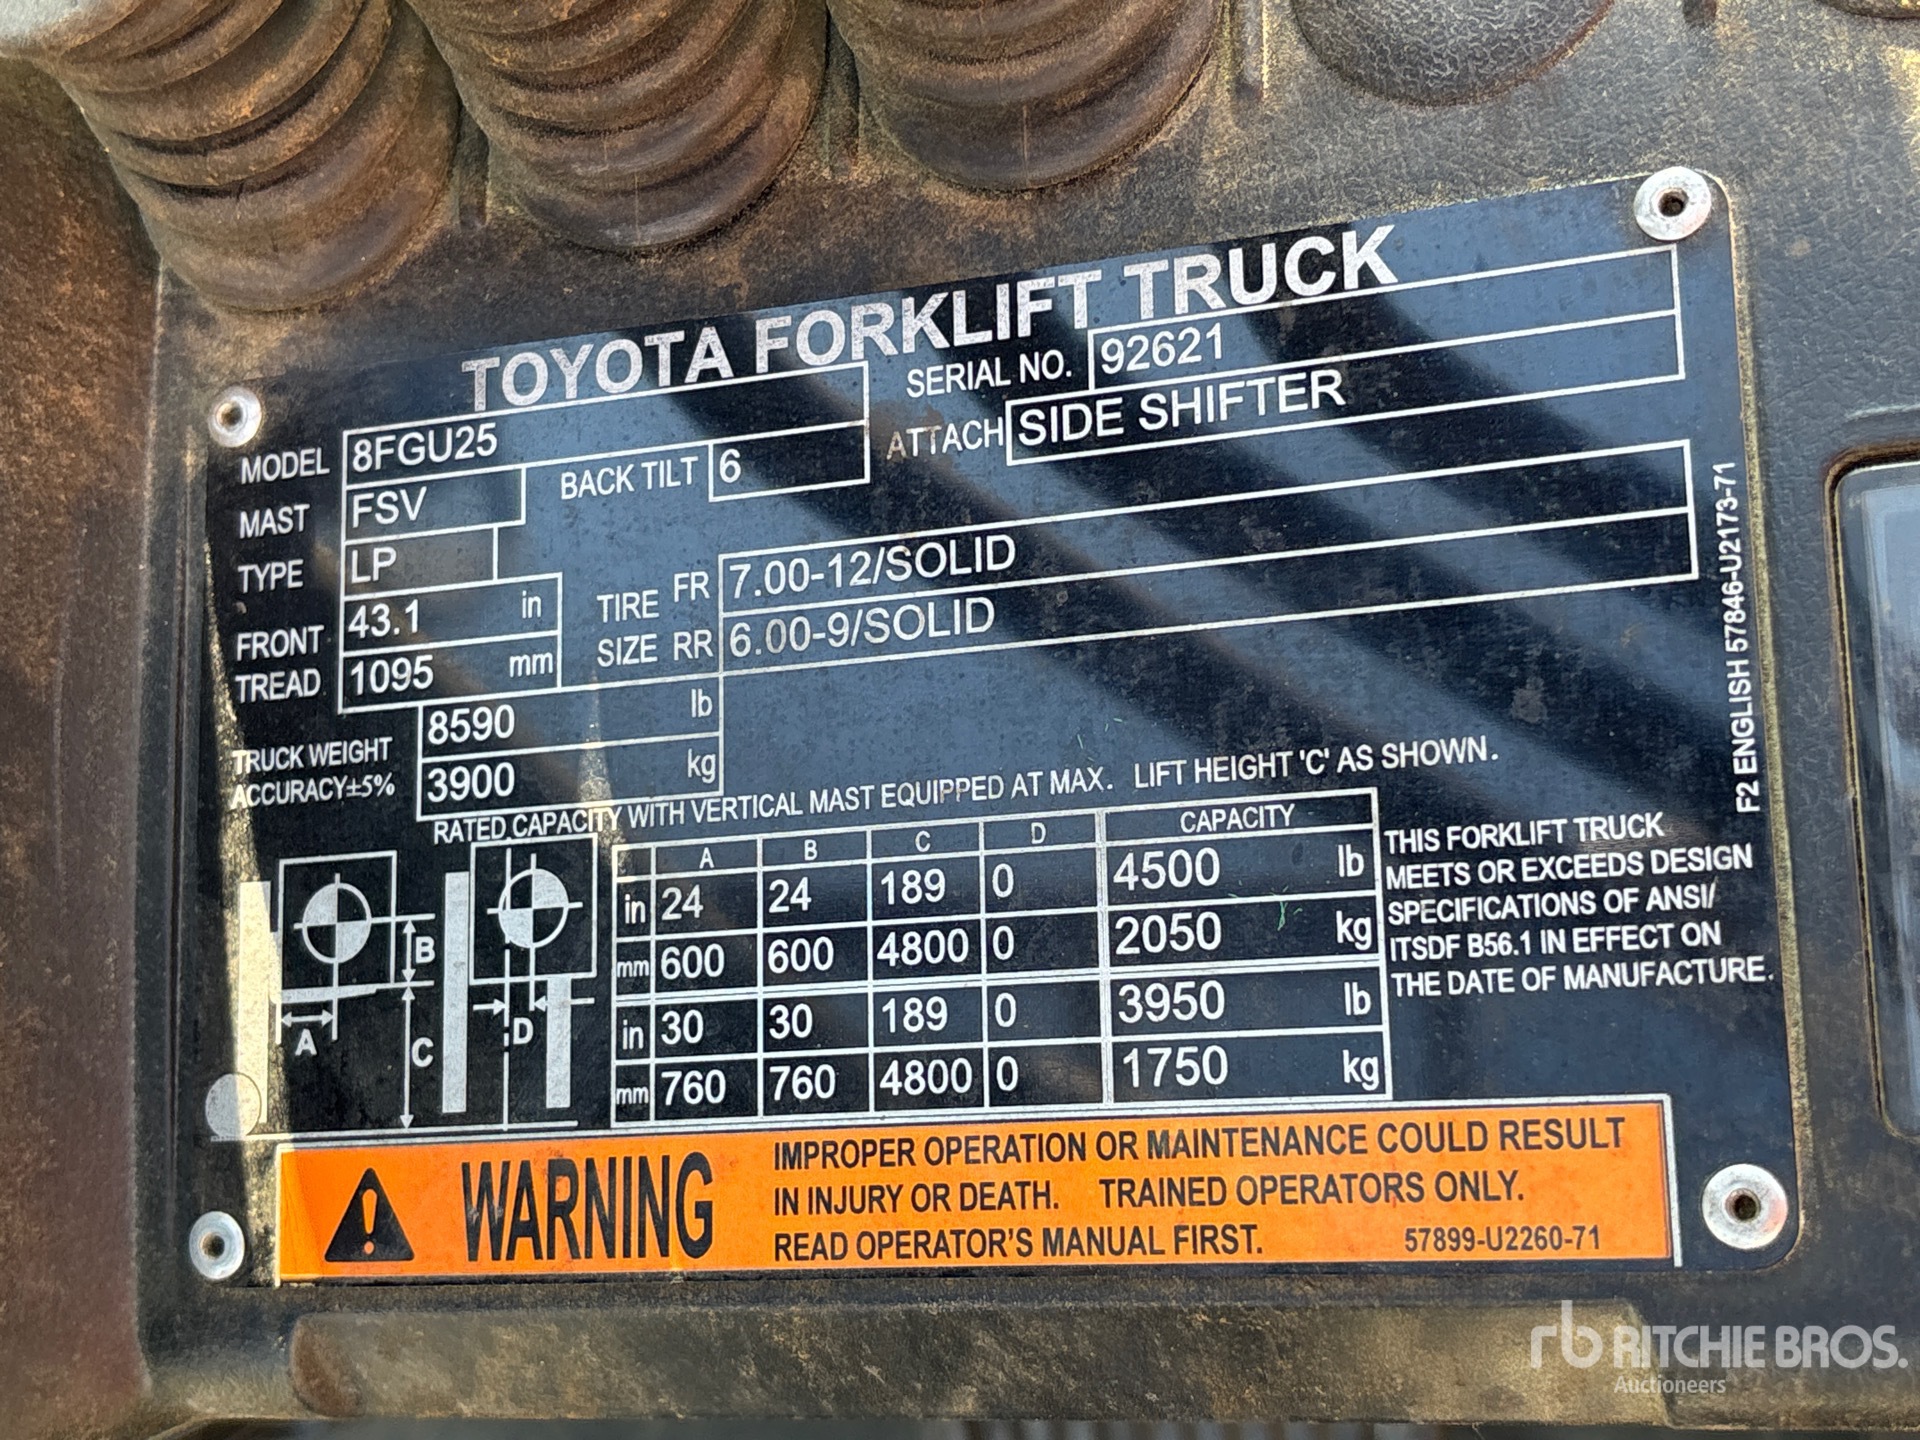 TOYOTA FORKLIFT TRUCK
MODEL 8FGU25 SERIAL NO. 92621
MAST FSV BACK TILT 6 ATTACH SIDE SHIFTER
TYPE LP
FRONT TREAD 43.1 in TIRE SIZE FR 7.00-12/SOLID
1095 mm RR 6.00-9/SOLID
TRUCK WEIGHT 8590 lb
ACCURACY±5% 3900 kg
RATED CAPACITY WITH VERTICAL MAST EQUIPPED AT MAX. LIFT HEIGHT 'C' AS SHOWN.
A B C D CAPACITY
in 24 24 189 0 4500 lb
mm 600 600 4800 0 2050 kg
in 30 30 189 0 3950 lb
mm 760 760 4800 0 1750 kg
A B C D
THIS FORKLIFT TRUCK
MEETS OR EXCEEDS DESIGN
SPECIFICATIONS OF ANSI/
ITSDF B56.1 IN EFFECT ON
THE DATE OF MANUFACTURE.
F2 ENGLISH 57846-U2173-71
WARNING
IMPROPER OPERATION OR MAINTENANCE COULD RESULT
IN INJURY OR DEATH. TRAINED OPERATORS ONLY.
READ OPERATOR'S MANUAL FIRST. 57899-U2260-71
rb RITCHIE BROS.
Auctioneers